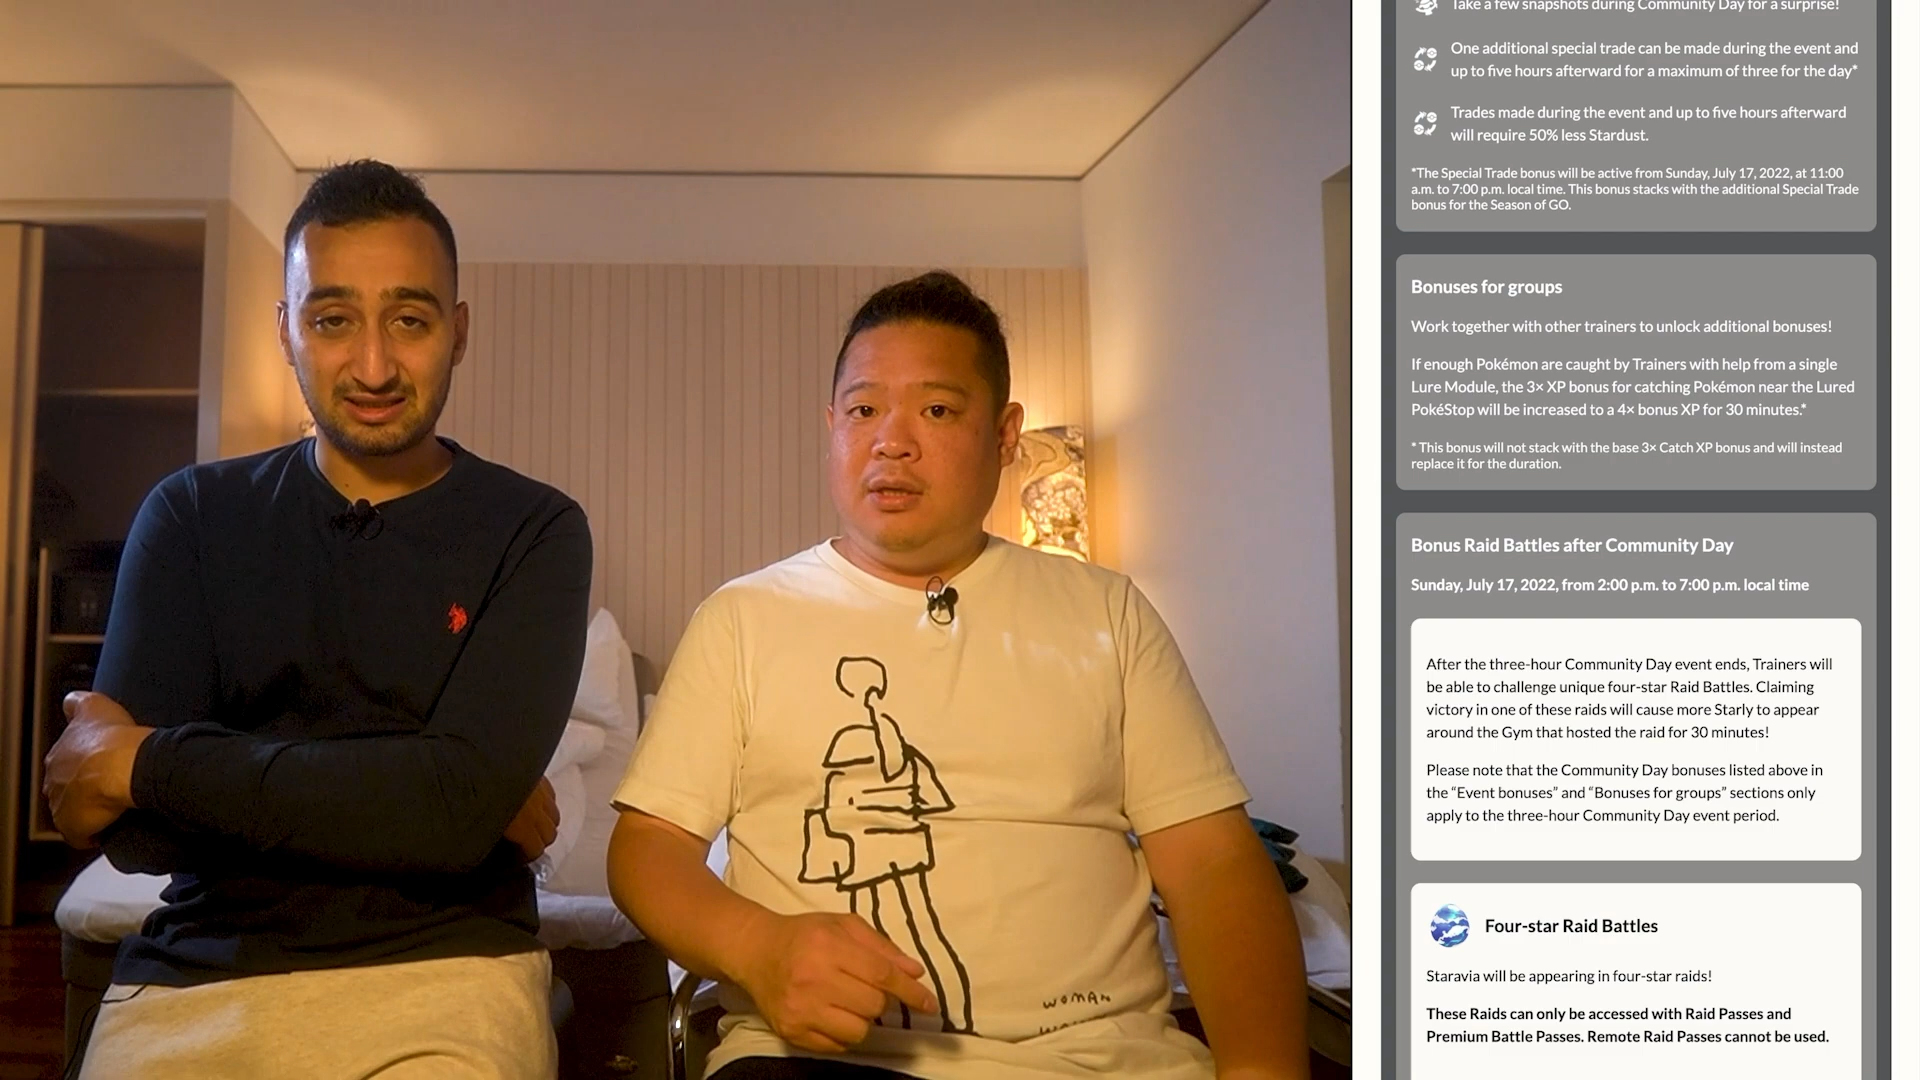 Take a few snapshots during Community Day for a surprise!
One additional special trade can be made during the event and
up to five hours afterward for a maximum of three for the day*
Trades made during the event and up to five hours afterward
will require 50% less Stardust.
*The Special Trade bonus will be active from Sunday, July 17, 2022, at 11:00
a.m. to 7:00 p.m. local time. This bonus stacks with the additional Special Trade
bonus for the Season of GO.
Bonuses for groups
Work together with other trainers to unlock additional bonuses!
If enough Pokémon are caught by Trainers with help from a single
Lure Module, the 3× XP bonus for catching Pokémon near the Lured
PokéStop will be increased to a 4× bonus XP for 30 minutes.*
* This bonus will not stack with the base 3× Catch XP bonus and will instead
replace it for the duration.
Bonus Raid Battles after Community Day
Sunday, July 17, 2022, from 2:00 p.m. to 7:00 p.m. local time
After the three-hour Community Day event ends, Trainers will
be able to challenge unique four-star Raid Battles. Claiming
victory in one of these raids will cause more Starly to appear
around the Gym that hosted the raid for 30 minutes!
Please note that the Community Day bonuses listed above in
the “Event bonuses” and “Bonuses for groups” sections only
apply to the three-hour Community Day event period.
Four-star Raid Battles
Staravia will be appearing in four-star raids!
These Raids can only be accessed with Raid Passes and
Premium Battle Passes. Remote Raid Passes cannot be used.
WOMAN